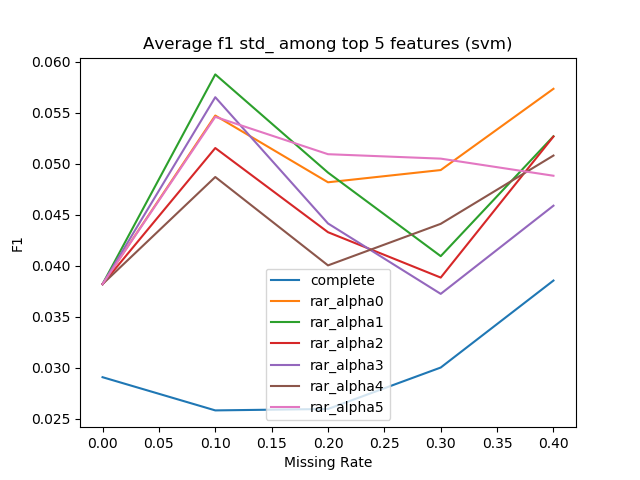 Average f1 std_ among top 5 features (svm)
F1
0.060
0.055
0.050
0.045
0.040
0.035
0.030
0.025
complete
rar_alpha0
rar_alpha1
rar_alpha2
rar_alpha3
rar_alpha4
rar_alpha5
0.00 0.05 0.10 0.15 0.20 0.25 0.30 0.35 0.40
Missing Rate